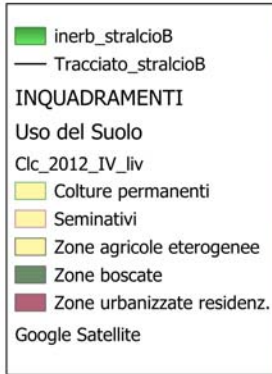 inerb_stralcioB
Tracciato_stralcioB
INQUADRAMENTI
Uso del Suolo
Clc_2012_IV_liv
Colture permanenti
Seminativi
Zone agricole eterogenee
Zone boscate
Zone urbanizzate residenz.
Google Satellite